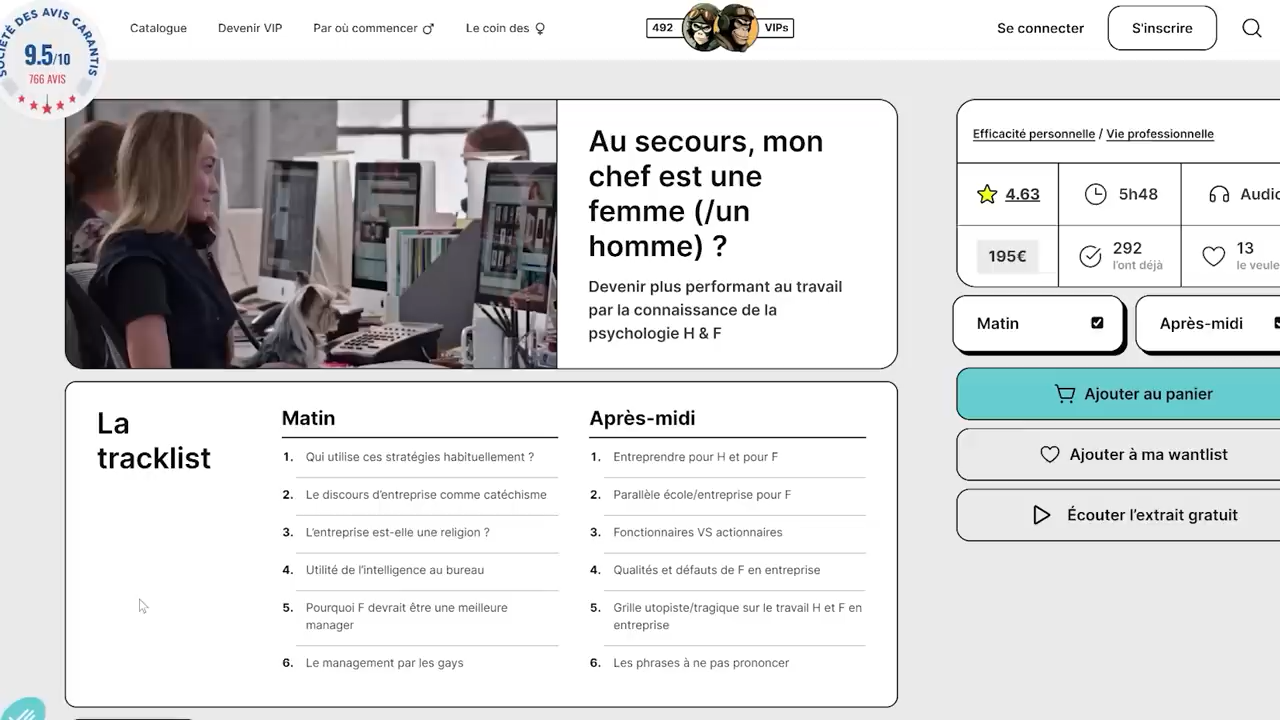 SOCIÉTÉ DES AVIS GARANTIS
9.5/10
766 AVIS
Catalogue
Devenir VIP
Par où commencer ♂
Le coin des ♀
492
VIPs
Se connecter
S'inscrire
Au secours, mon
chef est une
femme (/un
homme) ?
Devenir plus performant au travail
par la connaissance de la
psychologie H & F
Efficacité personnelle / Vie professionnelle
4.63
5h48
Audio
195€
292
l'ont déjà
13
le veule
Matin
Après-midi
Ajouter au panier
Ajouter à ma wantlist
Écouter l'extrait gratuit
La
tracklist
Matin
1. Qui utilise ces stratégies habituellement ?
2. Le discours d'entreprise comme catéchisme
3. L'entreprise est-elle une religion ?
4. Utilité de l'intelligence au bureau
5. Pourquoi F devrait être une meilleure
manager
6. Le management par les gays
Après-midi
1. Entreprendre pour H et pour F
2. Parallèle école/entreprise pour F
3. Fonctionnaires VS actionnaires
4. Qualités et défauts de F en entreprise
5. Grille utopiste/tragique sur le travail H et F en
entreprise
6. Les phrases à ne pas prononcer